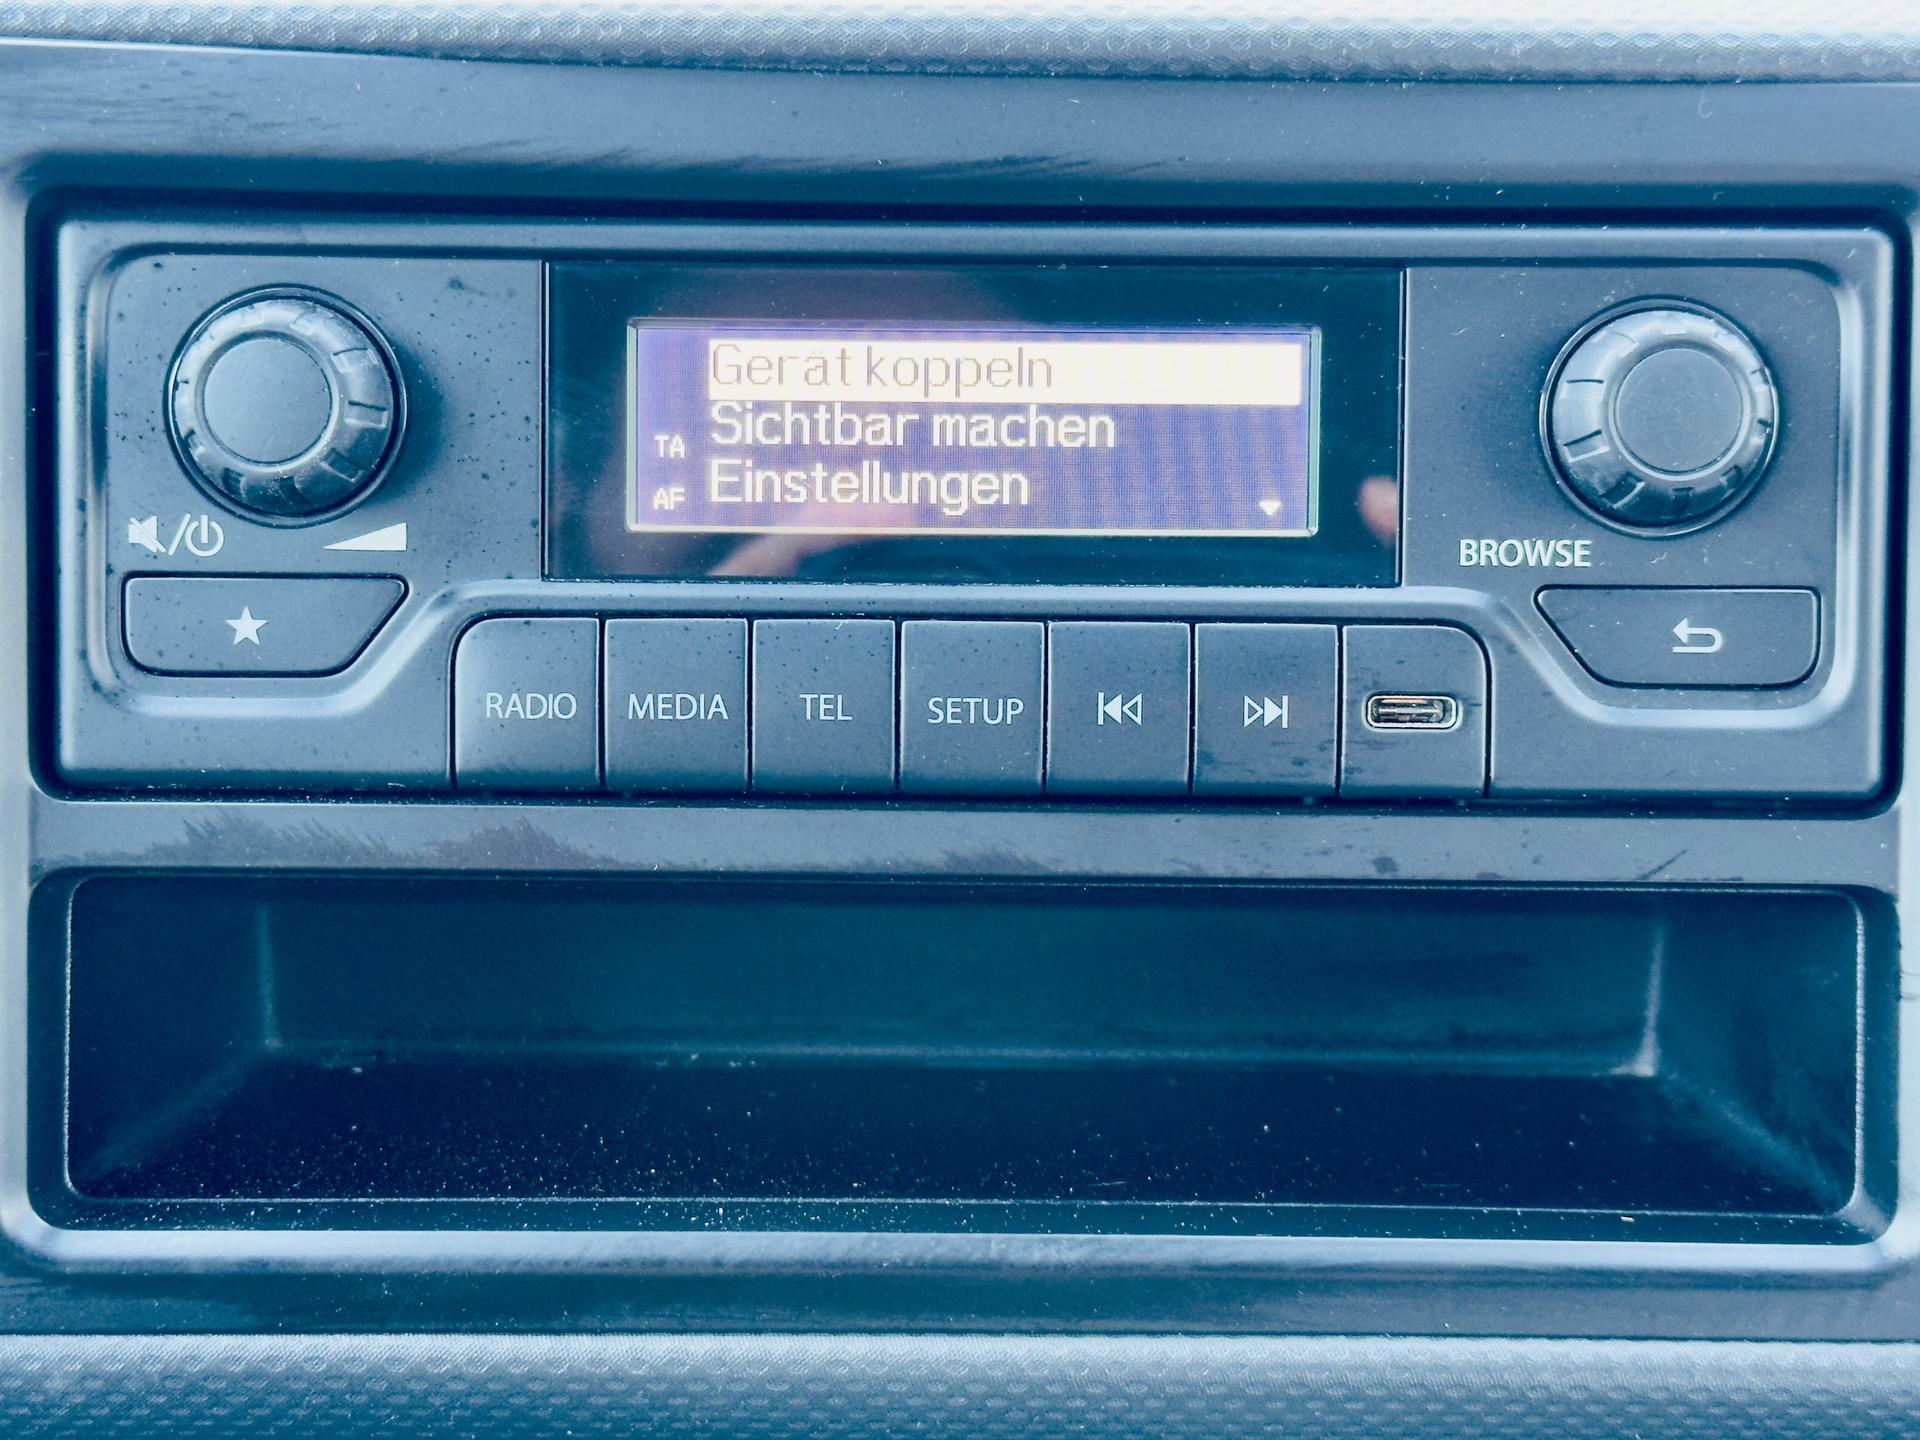 Gerät koppeln
Sichtbar machen
TA
Einstellungen
AF
BROWSE
RADIO
MEDIA
TEL
SETUP